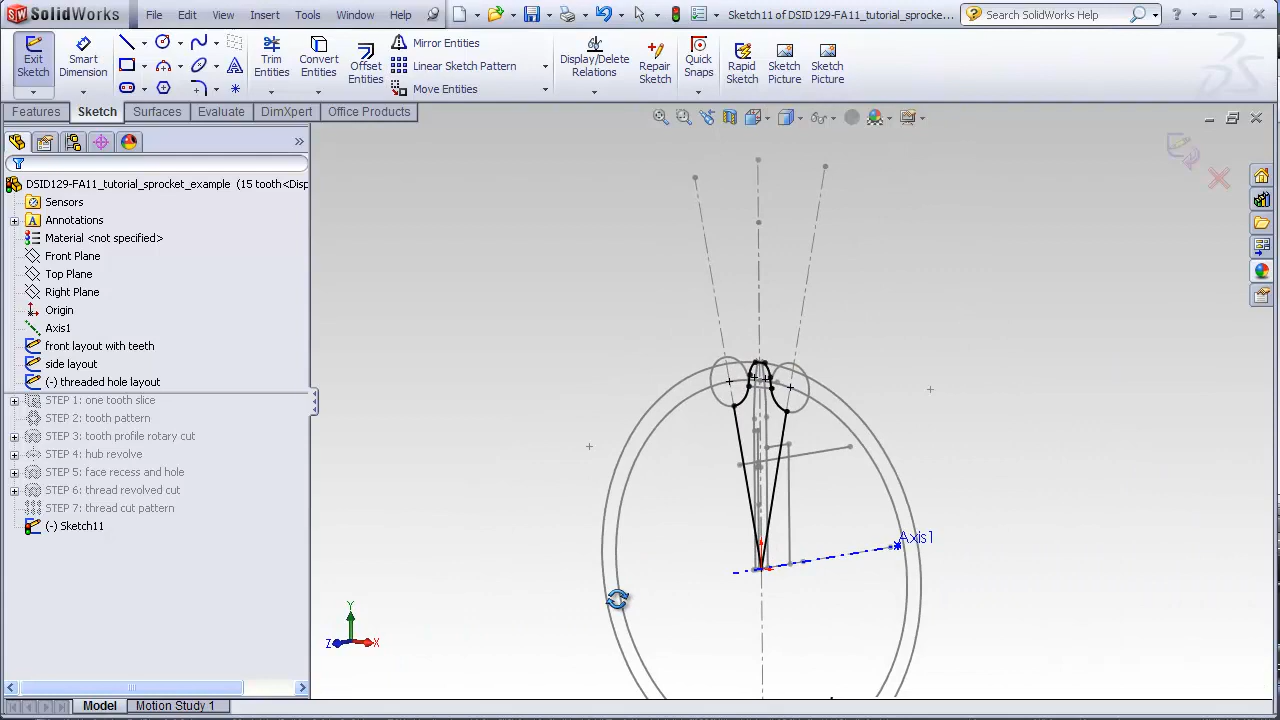 SolidWorks File Edit View Insert Tools Window Help Sketch11 of DSID129-FA11_tutorial_sprocke... Search SolidWorks Help
Exit Sketch
Smart Dimension
Trim Entities
Convert Entities
Offset Entities
Mirror Entities
Linear Sketch Pattern
Move Entities
Display/Delete Relations
Repair Sketch
Quick Snaps
Rapid Sketch
Sketch Picture
Sketch Picture
Features Sketch Surfaces Evaluate DimXpert Office Products
DSID129-FA11_tutorial_sprocket_example (15 tooth<Disp
Sensors
Annotations
Material <not specified>
Front Plane
Top Plane
Right Plane
Origin
Axis1
front layout with teeth
side layout
(-) threaded hole layout
STEP 1: one tooth slice
STEP 2: tooth pattern
STEP 3: tooth profile rotary cut
STEP 4: hub revolve
STEP 5: face recess and hole
STEP 6: thread revolved cut
STEP 7: thread cut pattern
(-) Sketch11
Axis1
Y
Z X
Model Motion Study 1